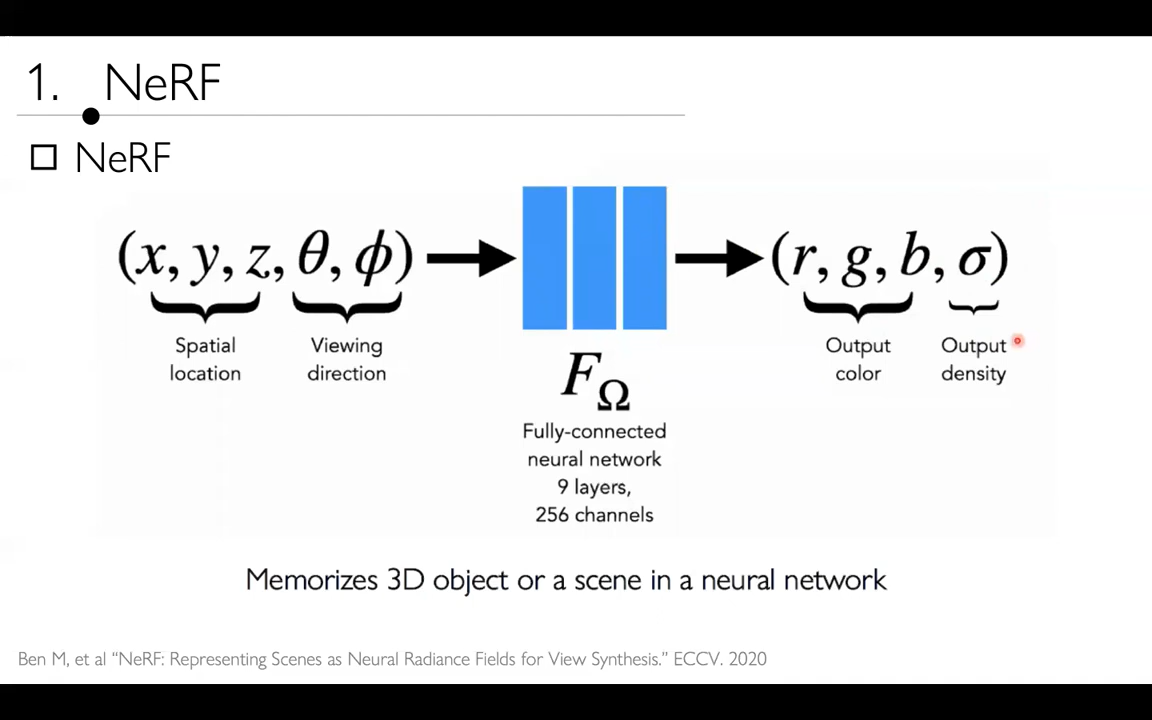 1. NeRF
NeRF
(x, y, z, θ, ϕ)
(r, g, b, σ)
Spatial
location
Viewing
direction
Output
color
Output
density
F_Ω
Fully-connected
neural network
9 layers,
256 channels
Memorizes 3D object or a scene in a neural network
Ben M, et al “NeRF: Representing Scenes as Neural Radiance Fields for View Synthesis.” ECCV. 2020